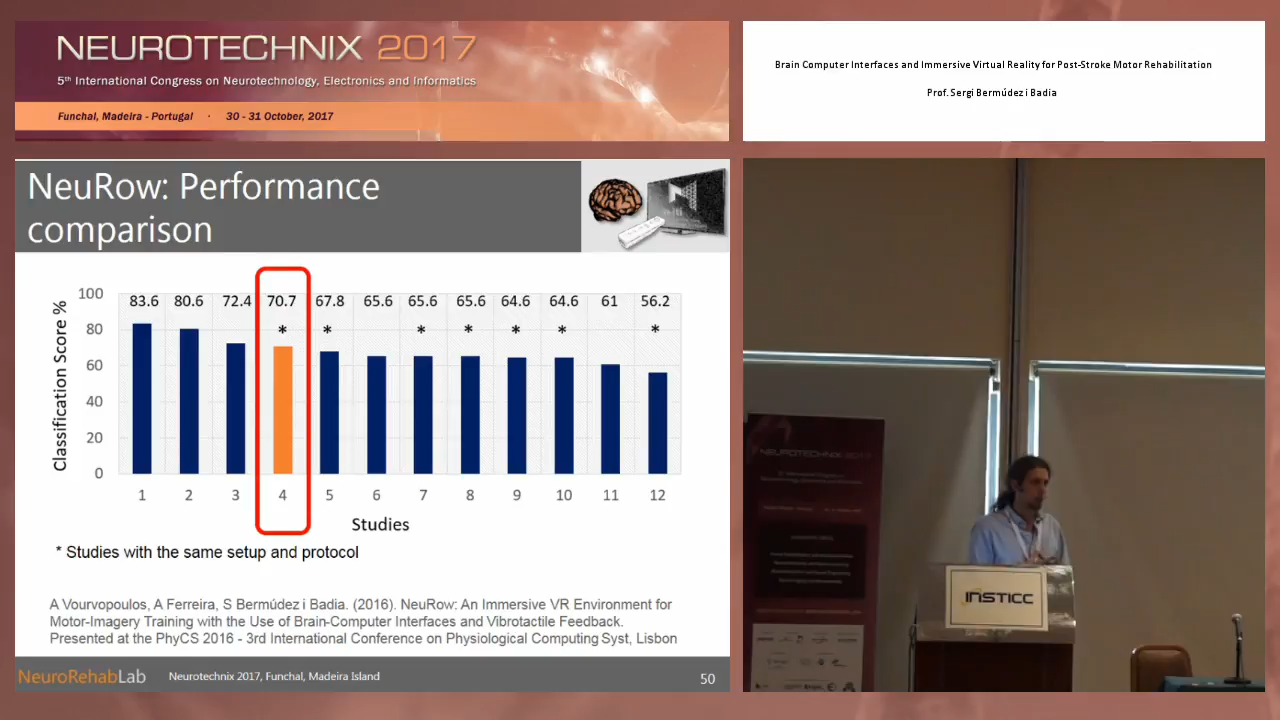 NEUROTECHNIX 2017
5th International Congress on Neurotechnology, Electronics and Informatics
Funchal, Madeira - Portugal · 30 - 31 October, 2017
Brain Computer Interfaces and Immersive Virtual Reality for Post-Stroke Motor Rehabilitation
Prof. Sergi Bermúdez i Badia
NeuRow: Performance
comparison
Classification Score %
100
80
60
40
20
0
83.6 80.6 72.4 70.7 67.8 65.6 65.6 65.6 64.6 64.6 61 56.2
* * * * * * *
1 2 3 4 5 6 7 8 9 10 11 12
Studies
* Studies with the same setup and protocol
A Vourvopoulos, A Ferreira, S Bermúdez i Badia. (2016). NeuRow: An Immersive VR Environment for
Motor-Imagery Training with the Use of Brain-Computer Interfaces and Vibrotactile Feedback.
Presented at the PhyCS 2016 - 3rd International Conference on Physiological Computing Syst, Lisbon
NeuroRehabLab
Neurotechnix 2017, Funchal, Madeira Island
50
NEUROTECHNIX 2017
INSTICC